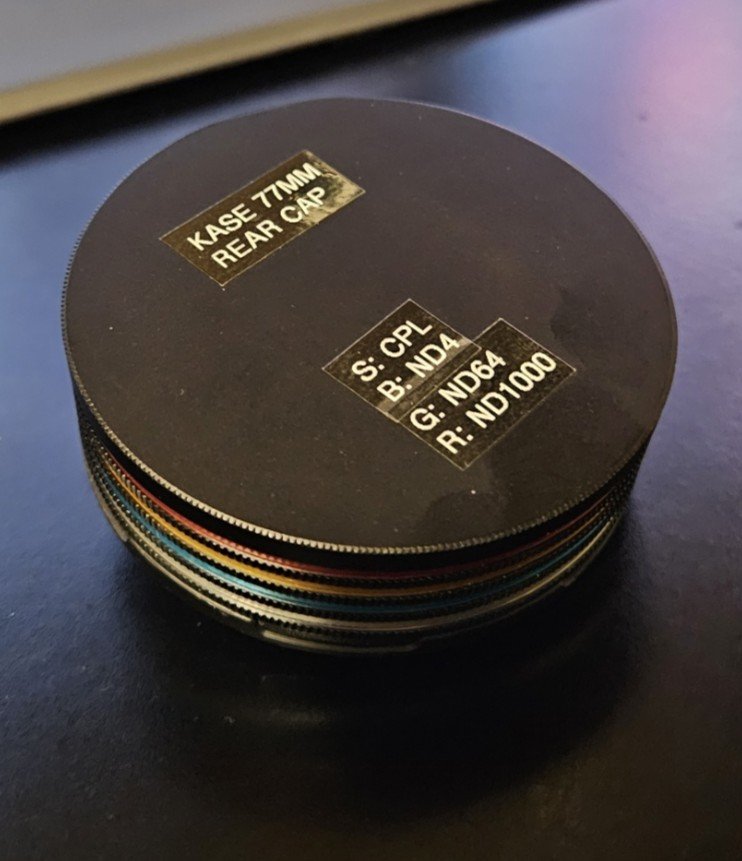 KASE 77MM
REAR CAP
S: CPL
B: ND4
G: ND64
R: ND1000